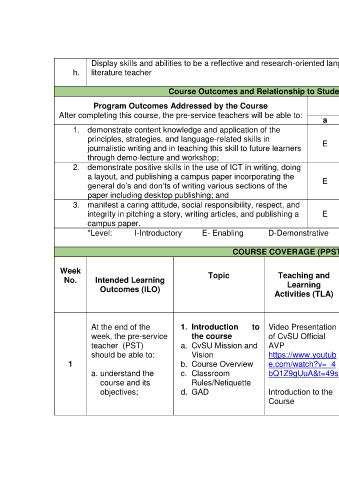 Display skills and abilities to be a reflective and research-oriented
h. literature teacher
Course Outcomes and Relationship to
Program Outcomes Addressed by the Course
After completing this course, the pre-service teachers will be able to:
a
1. demonstrate content knowledge and application of the
principles, strategies, and language-related skills in
journalistic writing and in teaching this skill to future learners
through demo-lecture and workshop;
E
2. demonstrate positive skills in the use of ICT in writing, doing
a layout, and publishing a campus paper incorporating the
general do's and don'ts of writing various sections of the
paper including desktop publishing; and
E
3. manifest a caring attitude, social responsibility, respect, and
integrity in pitching a story, writing articles, and publishing a
campus paper.
E
*Level: I-Introductory E- Enabling D-Demonstrative
COURSE COVERAGE (PPST
Week
No.
Intended Learning
Outcomes (ILO)
Topic
Teaching and
Learning
Activities (TLA)
1
At the end of the
week, the pre-service
teacher (PST)
should be able to:
a. understand the
course and its
objectives;
1. Introduction to
the course
a. CvSU Mission and
Vision
b. Course Overview
c. Classroom
Rules/Netiquette
d. GAD
Video Presentation
of CvSU Official
AVP
https://www.youtub
e.com/watch?v=_4
bQ1Z9gUuA&t=49s
Introduction to the
Course